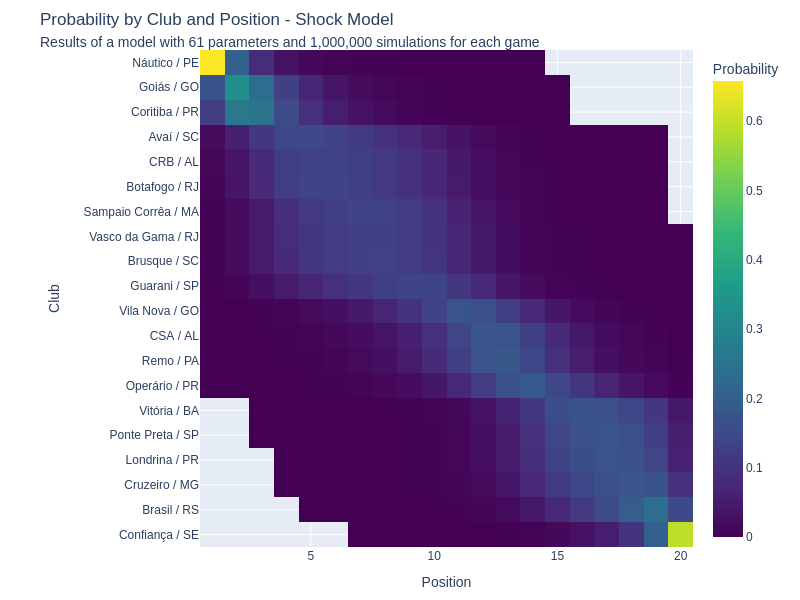 Probability by Club and Position - Shock Model
Results of a model with 61 parameters and 1,000,000 simulations for each game
Probability
Náutico / PE
Goiás / GO
Coritiba / PR
Avaí / SC
CRB / AL
Botafogo / RJ
Sampaio Corrêa / MA
Vasco da Gama / RJ
Brusque / SC
Guarani / SP
Vila Nova / GO
CSA / AL
Remo / PA
Operário / PR
Vitória / BA
Ponte Preta / SP
Londrina / PR
Cruzeiro / MG
Brasil / RS
Confiança / SE
Club
5
10
15
20
Position
0.6
0.5
0.4
0.3
0.2
0.1
0